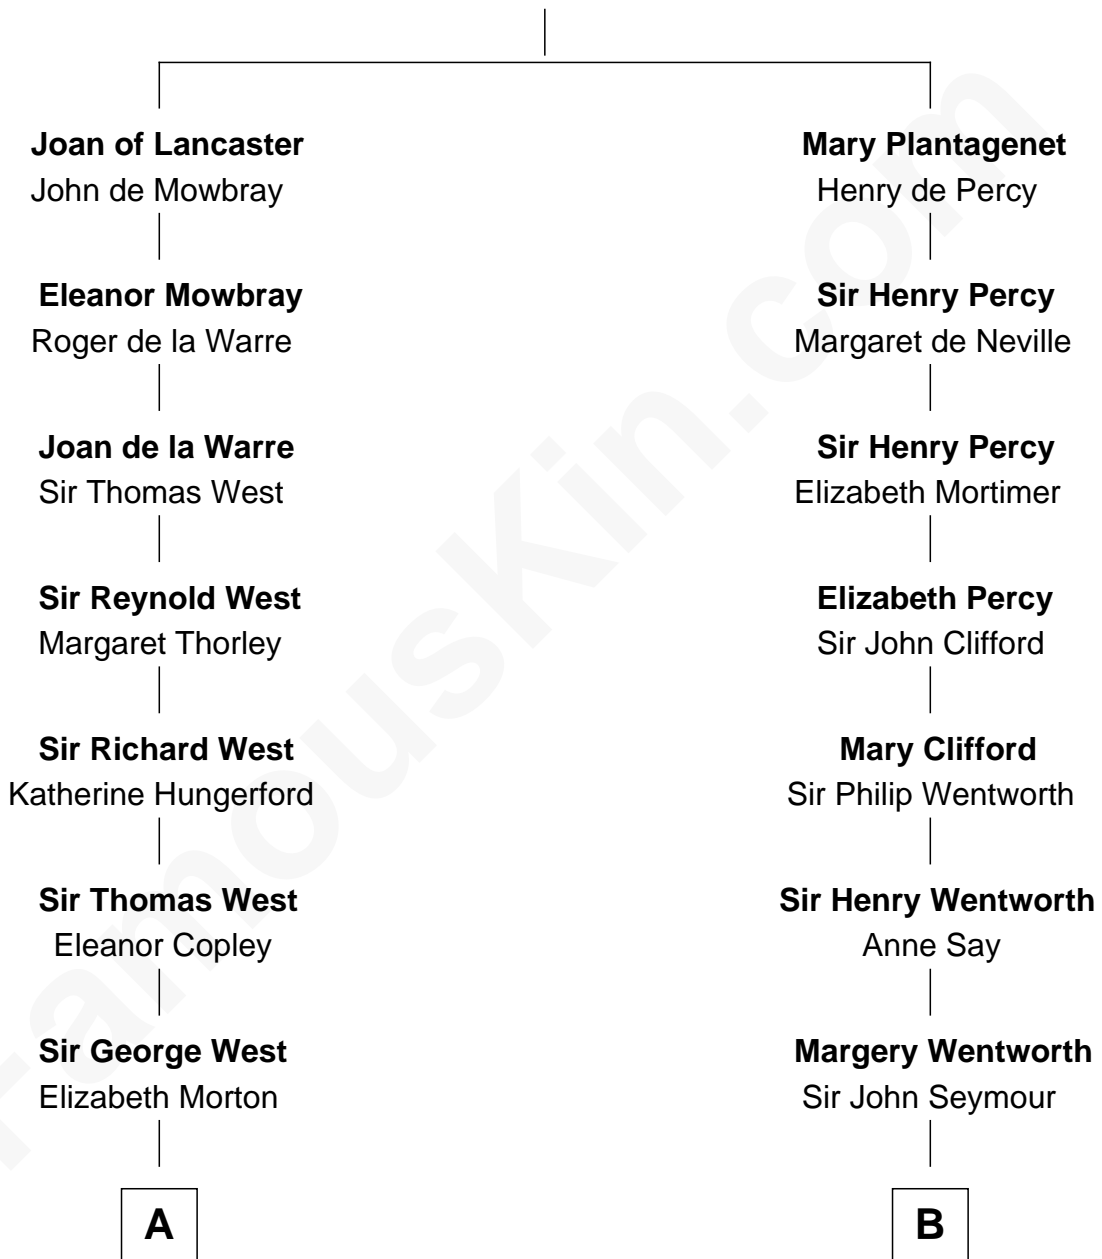 Joan of Lancaster
John de Mowbray
Mary Plantagenet
Henry de Percy
Eleanor Mowbray
Roger de la Warre
Sir Henry Percy
Margaret de Neville
Joan de la Warre
Sir Thomas West
Sir Henry Percy
Elizabeth Mortimer
Sir Reynold West
Margaret Thorley
Elizabeth Percy
Sir John Clifford
Sir Richard West
Katherine Hungerford
Mary Clifford
Sir Philip Wentworth
Sir Thomas West
Eleanor Copley
Sir Henry Wentworth
Anne Say
Sir George West
Elizabeth Morton
Margery Wentworth
Sir John Seymour
A
B
FamousKin.com